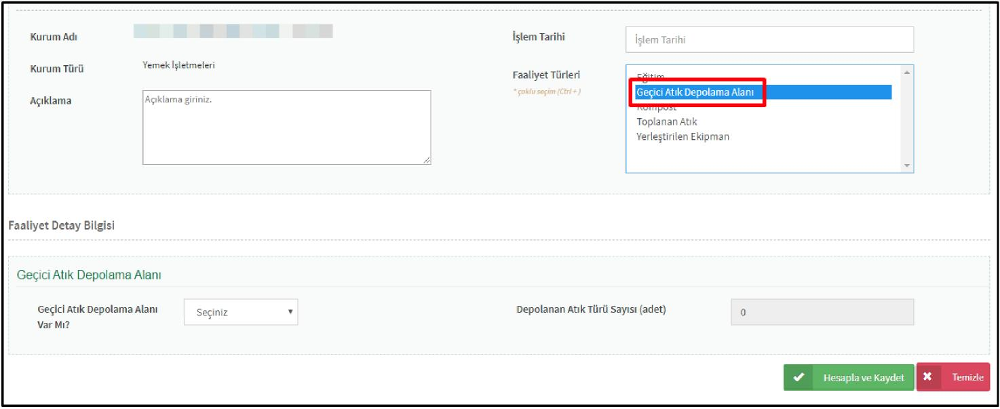 Kurum Adı
İşlem Tarihi
İşlem Tarihi
Kurum Türü
Yemek İşletmeleri
Faaliyet Türleri
* çoklu seçim (Ctrl + )
Eğitim
Geçici Atık Depolama Alanı
Kompost
Toplanan Atık
Yerleştirilen Ekipman
Açıklama
Açıklama giriniz.
Faaliyet Detay Bilgisi
Geçici Atık Depolama Alanı
Geçici Atık Depolama Alanı
Var Mı?
Seçiniz
Depolanan Atık Türü Sayısı (adet)
0
Hesapla ve Kaydet
Temizle